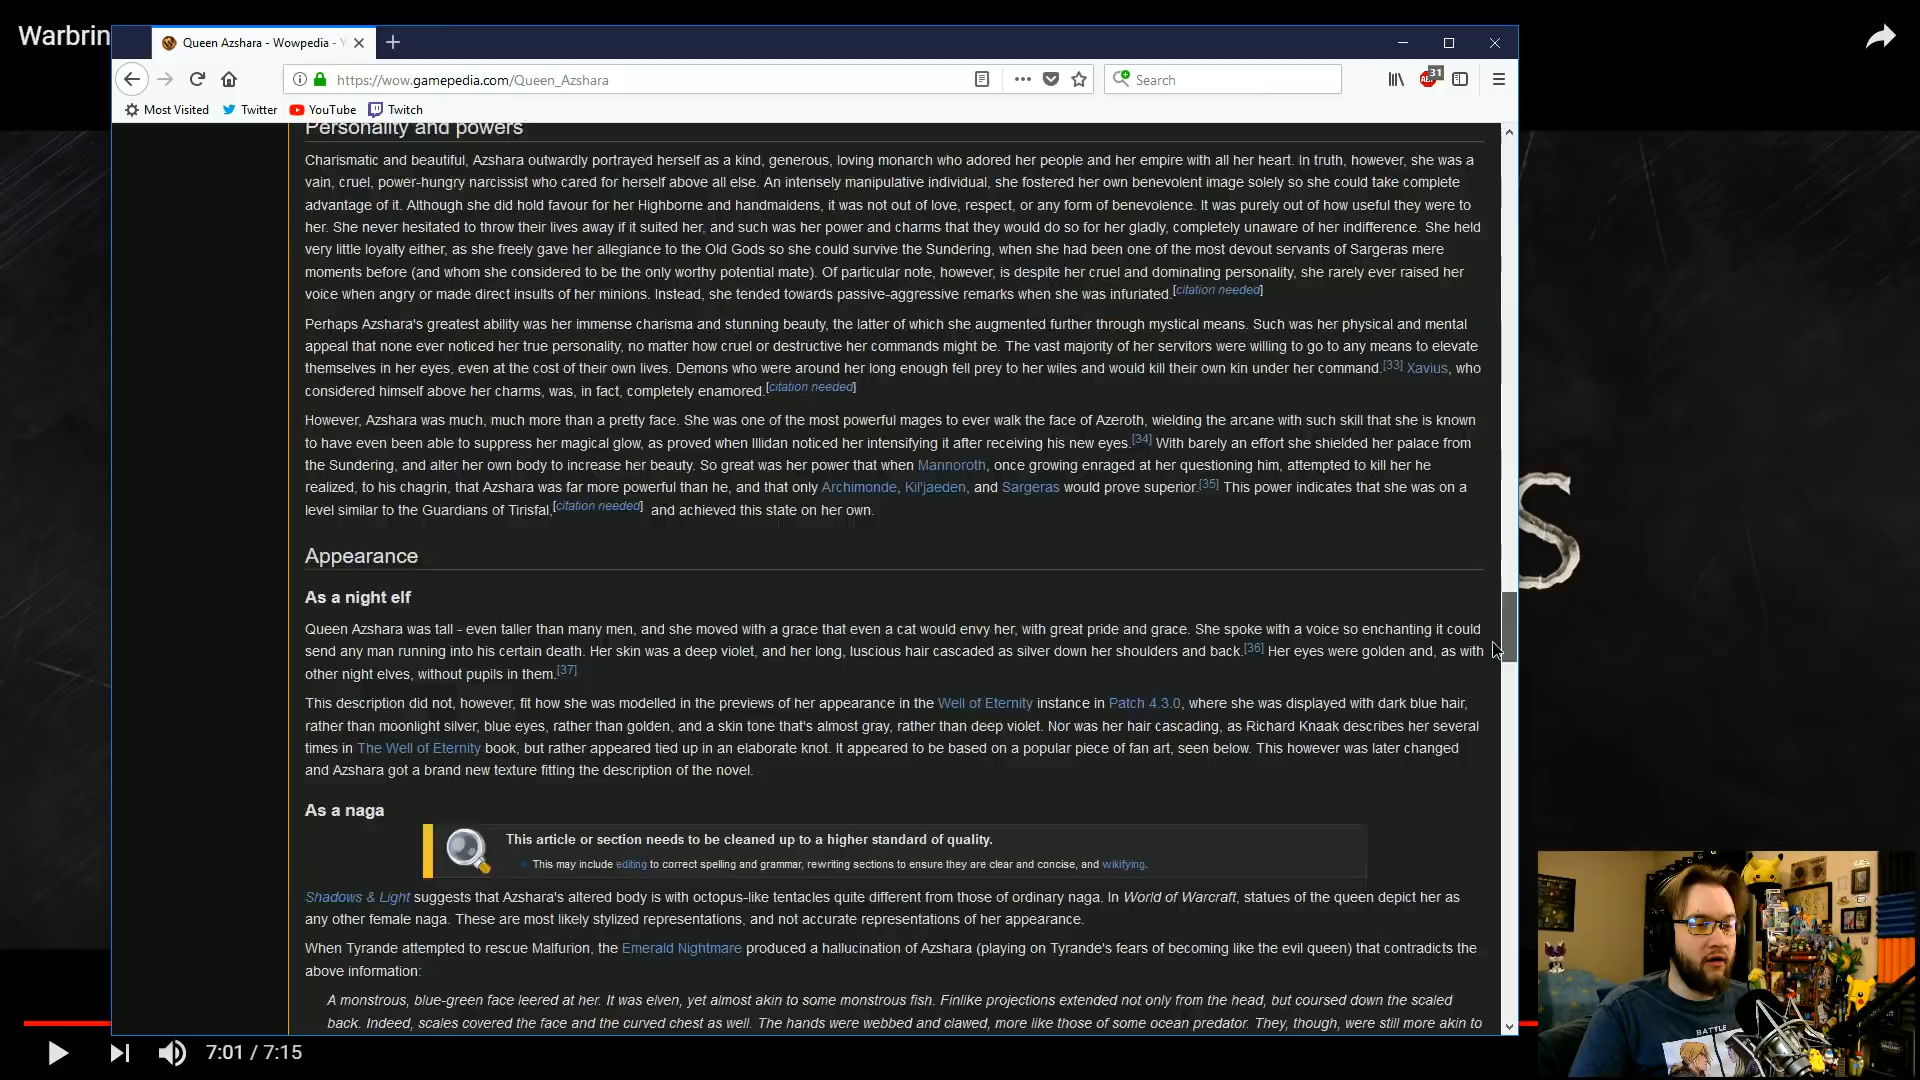 Warbrin
Queen Azshara - Wowpedia -
https://wow.gamepedia.com/Queen_Azshara
Search
31
Most Visited Twitter YouTube Twitch
Personality and powers
Charismatic and beautiful, Azshara outwardly portrayed herself as a kind, generous, loving monarch who adored her people and her empire with all her heart. In truth, however, she was a
vain, cruel, power-hungry narcissist who cared for herself above all else. An intensely manipulative individual, she fostered her own benevolent image solely so she could take complete
advantage of it. Although she did hold favour for her Highborne and handmaidens, it was not out of love, respect, or any form of benevolence. It was purely out of how useful they were to
her. She never hesitated to throw their lives away if it suited her, and such was her power and charms that they would do so for her gladly, completely unaware of her indifference. She held
very little loyalty either, as she freely gave her allegiance to the Old Gods so she could survive the Sundering, when she had been one of the most devout servants of Sargeras mere
moments before (and whom she considered to be the only worthy potential mate). Of particular note, however, is despite her cruel and dominating personality, she rarely ever raised her
voice when angry or made direct insults of her minions. Instead, she tended towards passive-aggressive remarks when she was infuriated.[citation needed]
Perhaps Azshara's greatest ability was her immense charisma and stunning beauty, the latter of which she augmented further through mystical means. Such was her physical and mental
appeal that none ever noticed her true personality, no matter how cruel or destructive her commands might be. The vast majority of her servitors were willing to go to any means to elevate
themselves in her eyes, even at the cost of their own lives. Demons who were around her long enough fell prey to her wiles and would kill their own kin under her command.[33] Xavius, who
considered himself above her charms, was, in fact, completely enamored.[citation needed]
However, Azshara was much, much more than a pretty face. She was one of the most powerful mages to ever walk the face of Azeroth, wielding the arcane with such skill that she is known
to have even been able to suppress her magical glow, as proved when Illidan noticed her intensifying it after receiving his new eyes.[34] With barely an effort she shielded her palace from
the Sundering, and alter her own body to increase her beauty. So great was her power that when Mannoroth, once growing enraged at her questioning him, attempted to kill her he
realized, to his chagrin, that Azshara was far more powerful than he, and that only Archimonde, Kil'jaeden, and Sargeras would prove superior.[35] This power indicates that she was on a
level similar to the Guardians of Tirisfal,[citation needed] and achieved this state on her own.
Appearance
As a night elf
Queen Azshara was tall - even taller than many men, and she moved with a grace that even a cat would envy her, with great pride and grace. She spoke with a voice so enchanting it could
send any man running into his certain death. Her skin was a deep violet, and her long, luscious hair cascaded as silver down her shoulders and back.[36] Her eyes were golden and, as with
other night elves, without pupils in them.[37]
This description did not, however, fit how she was modelled in the previews of her appearance in the Well of Eternity instance in Patch 4.3.0, where she was displayed with dark blue hair,
rather than moonlight silver, blue eyes, rather than golden, and a skin tone that's almost gray, rather than deep violet. Nor was her hair cascading, as Richard Knaak describes her several
times in The Well of Eternity book, but rather appeared tied up in an elaborate knot. It appeared to be based on a popular piece of fan art, seen below. This however was later changed
and Azshara got a brand new texture fitting the description of the novel.
As a naga
This article or section needs to be cleaned up to a higher standard of quality.
This may include editing to correct spelling and grammar, rewriting sections to ensure they are clear and concise, and wikifying.
Shadows & Light suggests that Azshara's altered body is with octopus-like tentacles quite different from those of ordinary naga. In World of Warcraft, statues of the queen depict her as
any other female naga. These are most likely stylized representations, and not accurate representations of her appearance.
When Tyrande attempted to rescue Malfurion, the Emerald Nightmare produced a hallucination of Azshara (playing on Tyrande's fears of becoming like the evil queen) that contradicts the
above information:
A monstrous, blue-green face leered at her. It was elven, yet almost akin to some monstrous fish. Finlike projections extended not only from the head, but coursed down the scaled
back. Indeed, scales covered the face and the curved chest as well. The hands were webbed and clawed, more like those of some ocean predator. They, though, were still more akin to
S
BATTLE
7:01 / 7:15